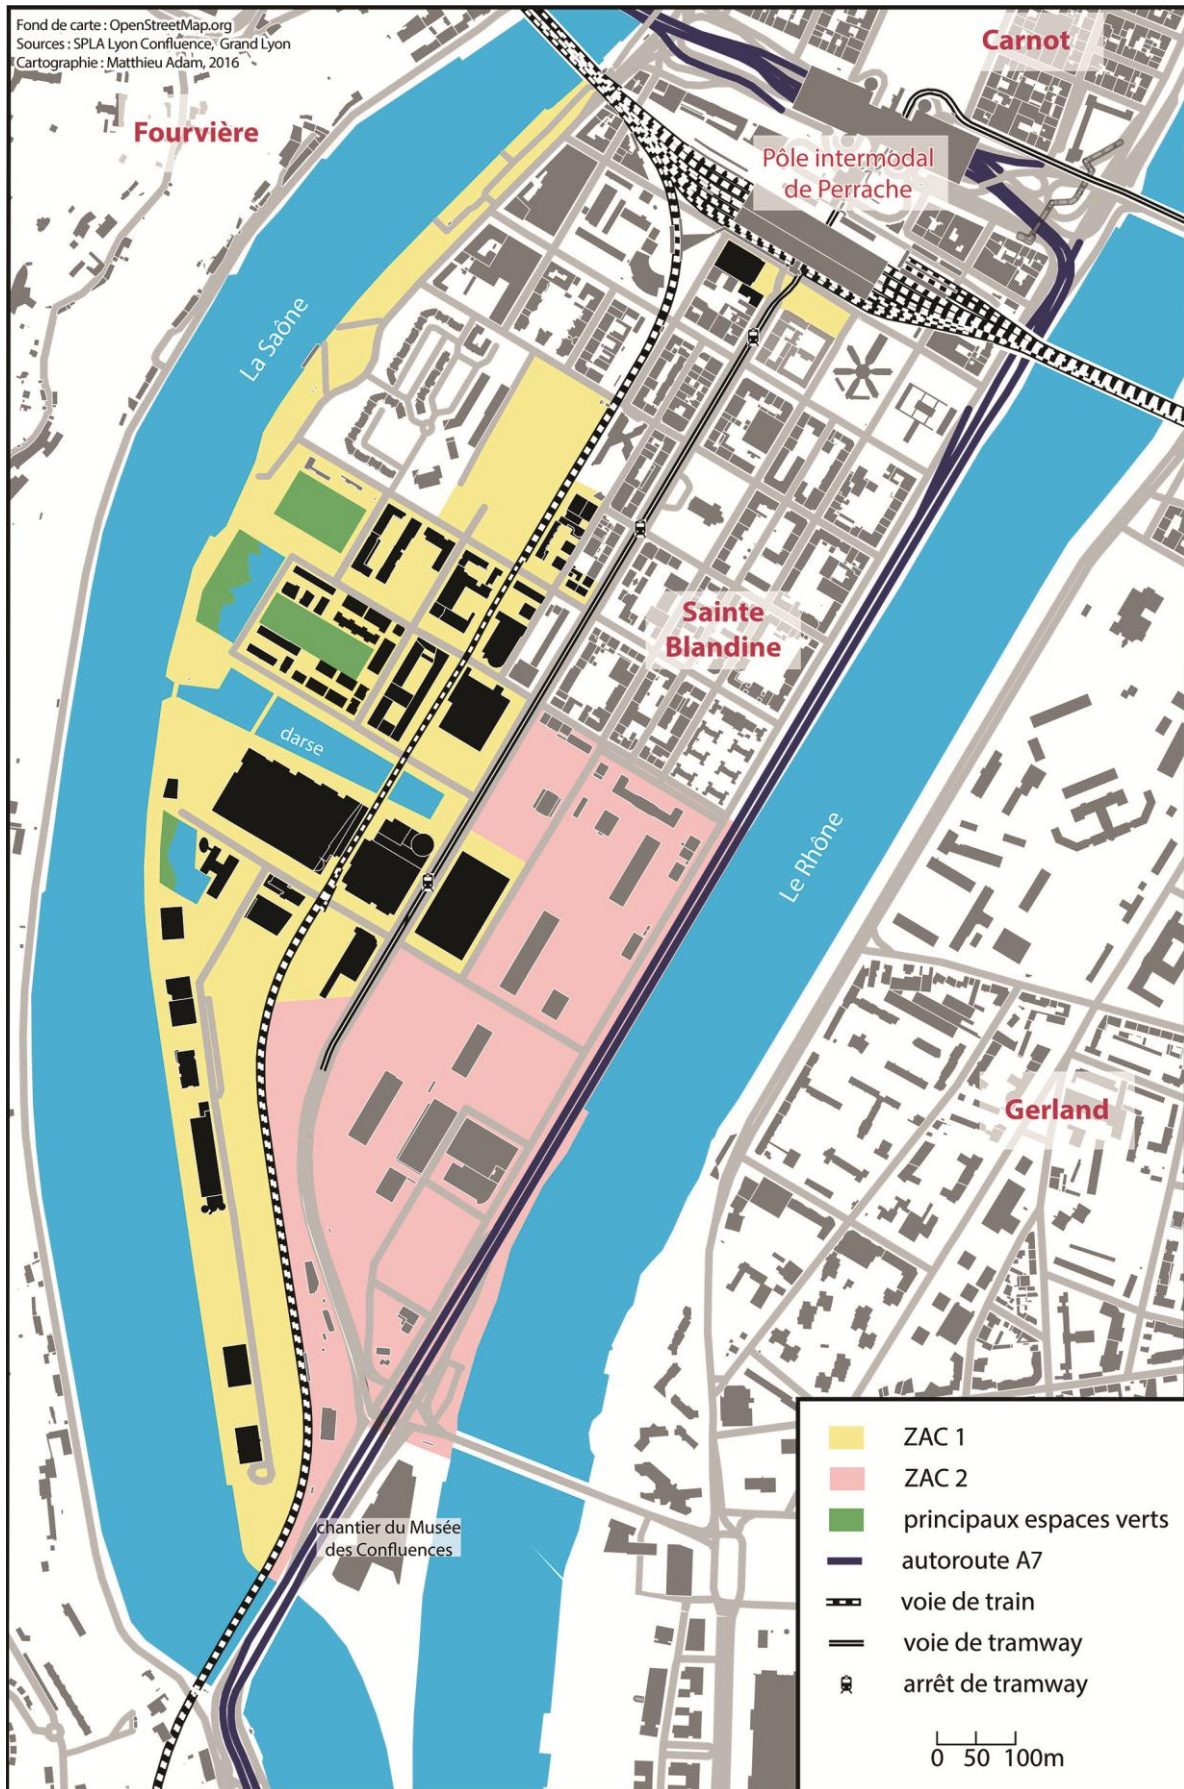 Fond de carte : OpenStreetMap.org
Sources : SPLA Lyon Confluence, Grand Lyon
Cartographie : Matthieu Adam, 2016
Carnot
Fourvière
Pôle intermodal
de Perrache
La Saône
Sainte
Blandine
darse
Le Rhône
Gerland
chantier du Musée
des Confluences
ZAC 1
ZAC 2
principaux espaces verts
autoroute A7
voie de train
voie de tramway
arrêt de tramway
0 50 100m